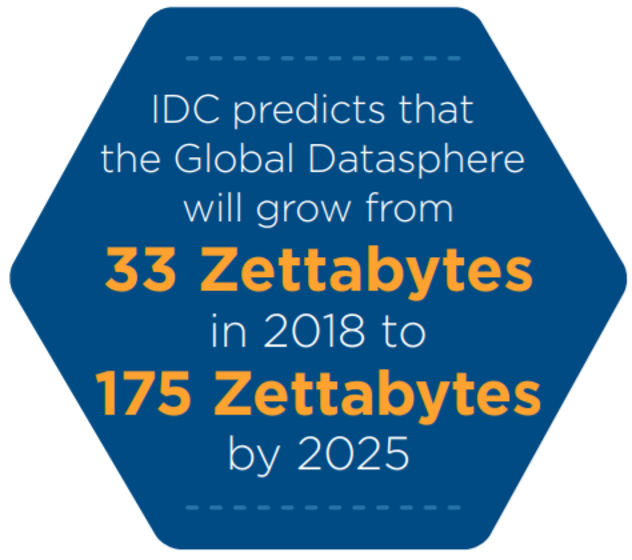 IDC predicts that
the Global Datasphere
will grow from
33 Zettabytes
in 2018 to
175 Zettabytes
by 2025